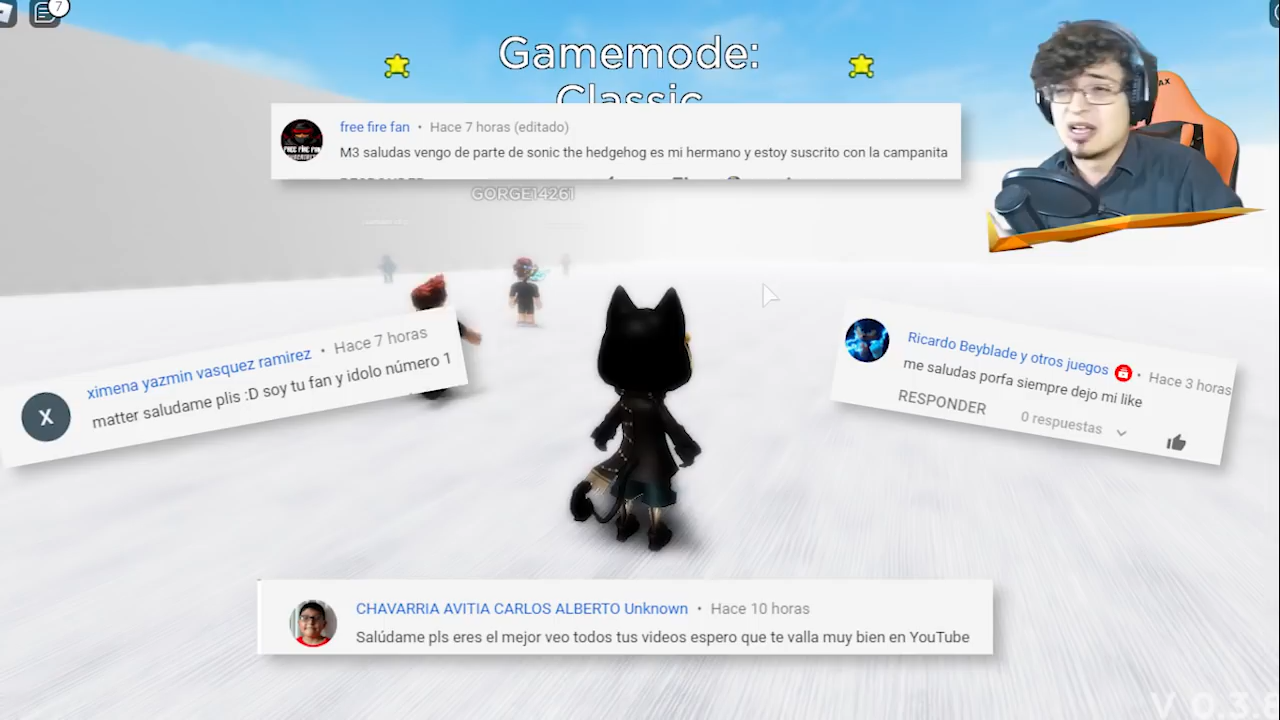 7
Gamemode:
Classic
AX
free fire fan • Hace 7 horas (editado)
M3 saludas vengo de parte de sonic the hedgehog es mi hermano y estoy suscrito con la campanita
GORGE14261
ximena yazmin vasquez ramirez • Hace 7 horas
X matter saludame plis :D soy tu fan y idolo número 1
Ricardo Beyblade y otros juegos • Hace 3 horas
me saludas porfa siempre dejo mi like
RESPONDER 0 respuestas
CHAVARRIA AVITIA CARLOS ALBERTO Unknown • Hace 10 horas
Salúdame pls eres el mejor veo todos tus videos espero que te valla muy bien en YouTube
V 0.3.